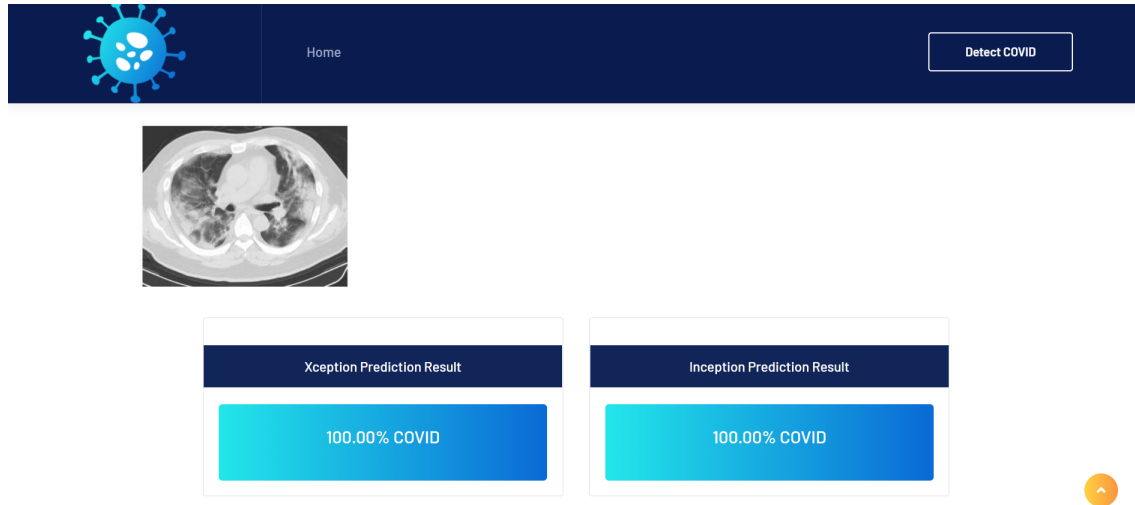 Home
Detect COVID
Xception Prediction Result
Inception Prediction Result
100.00% COVID
100.00% COVID